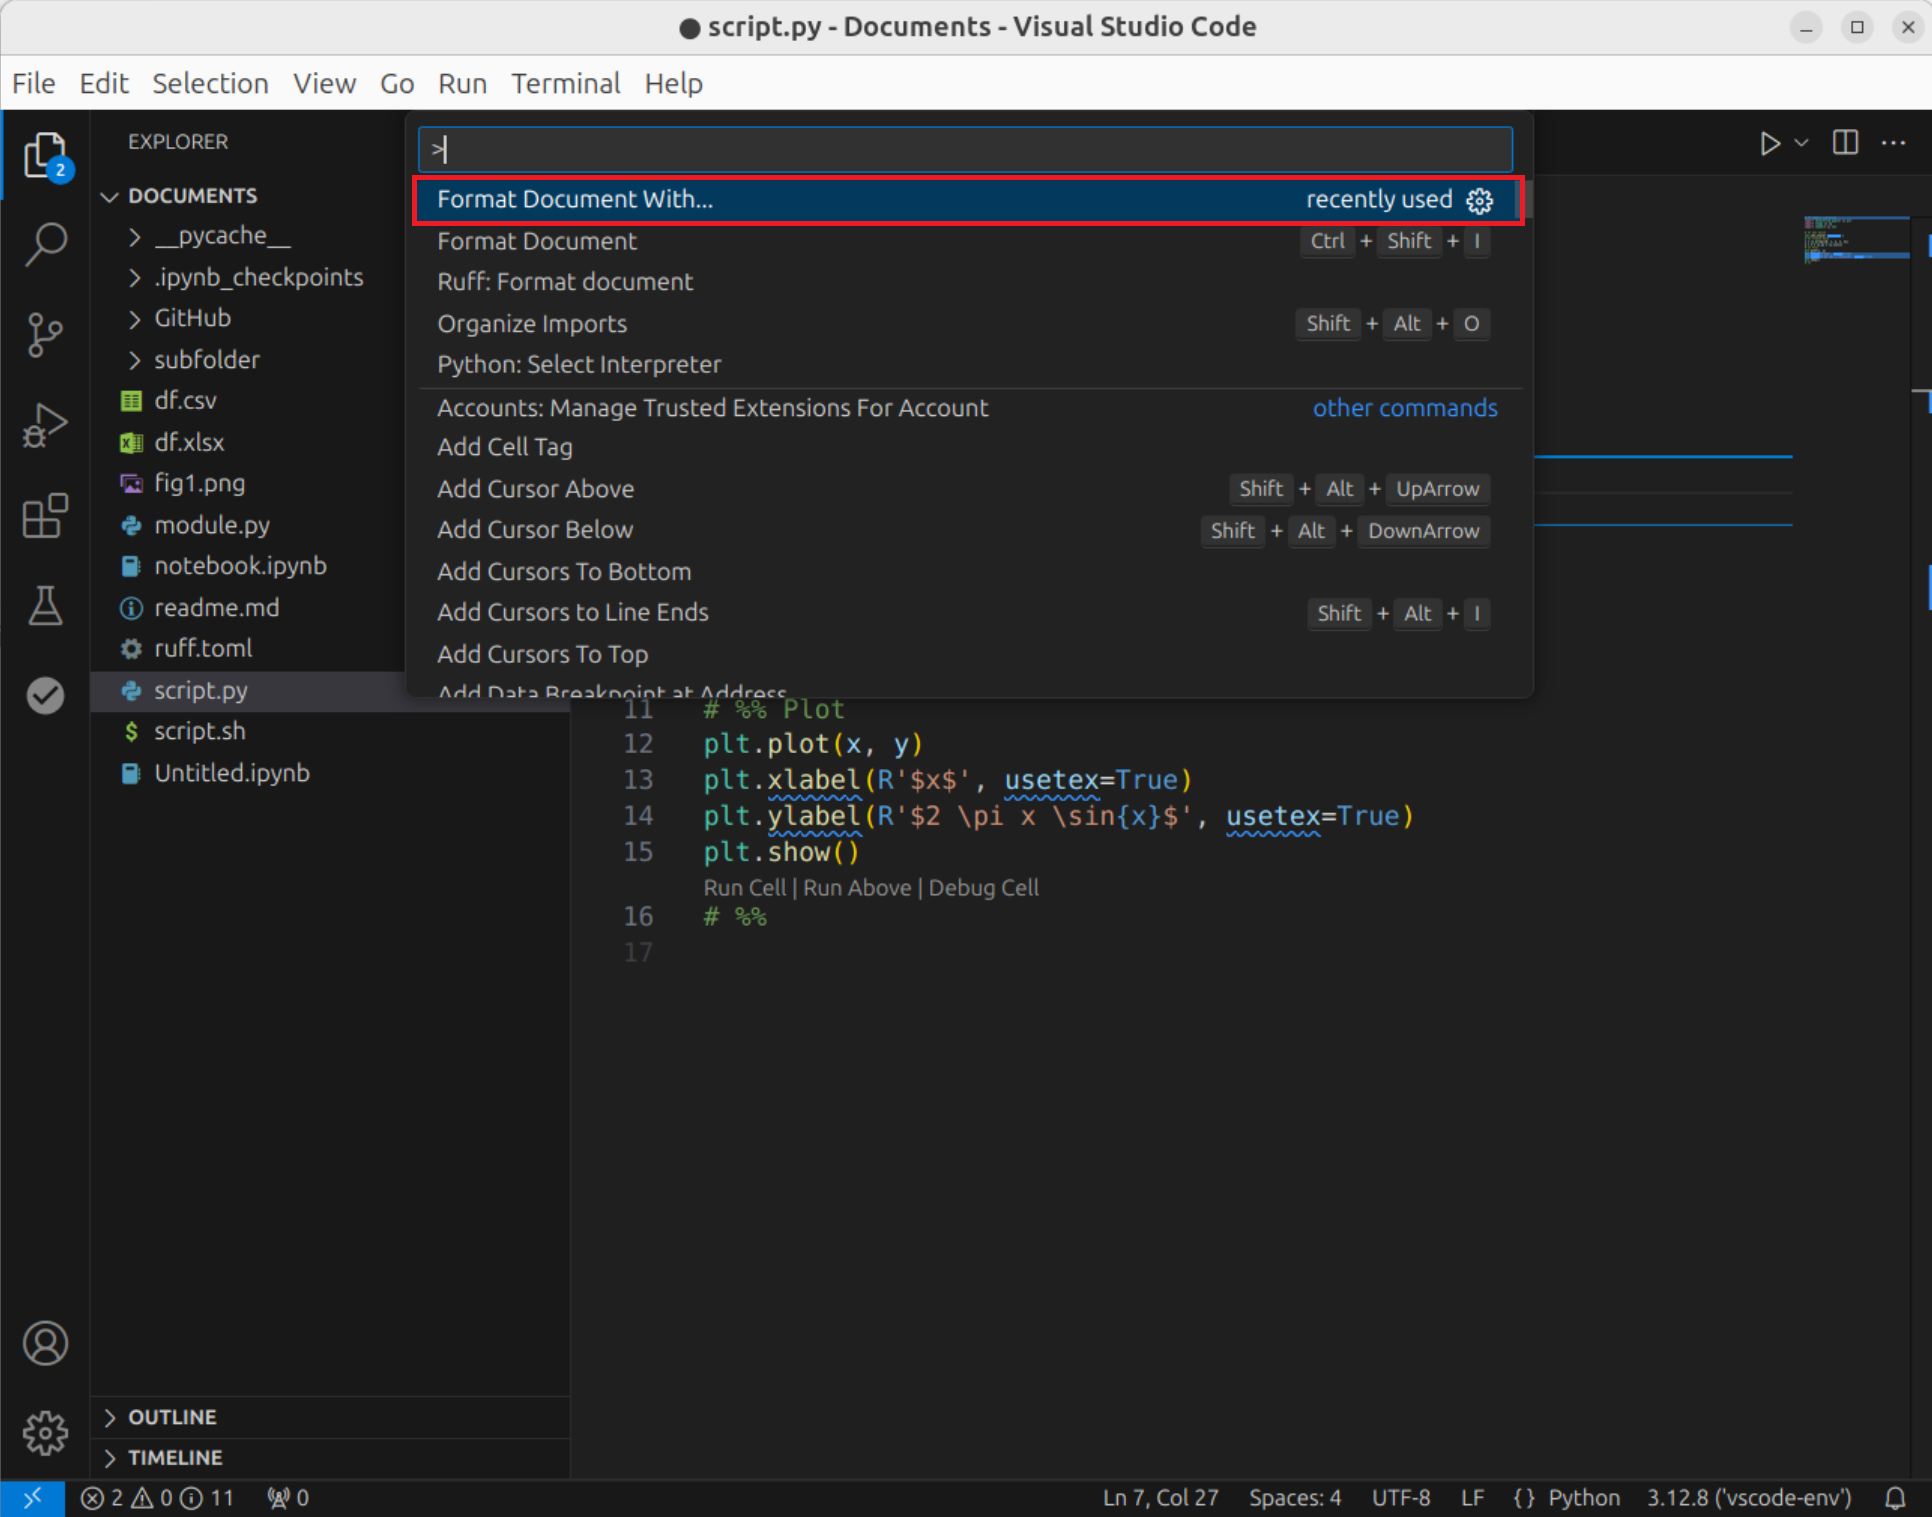 ● script.py - Documents - Visual Studio Code
File Edit Selection View Go Run Terminal Help
EXPLORER
2
DOCUMENTS
__pycache__
.ipynb_checkpoints
GitHub
subfolder
df.csv
df.xlsx
fig1.png
module.py
notebook.ipynb
readme.md
ruff.toml
script.py
script.sh
Untitled.ipynb
OUTLINE
TIMELINE
>
Format Document With... recently used
Format Document Ctrl + Shift + I
Ruff: Format document
Organize Imports Shift + Alt + O
Python: Select Interpreter
Accounts: Manage Trusted Extensions For Account other commands
Add Cell Tag
Add Cursor Above Shift + Alt + UpArrow
Add Cursor Below Shift + Alt + DownArrow
Add Cursors To Bottom
Add Cursors to Line Ends Shift + Alt + I
Add Cursors To Top
Add Data Breakpoint at Address
11 # %% Plot
12 plt.plot(x, y)
13 plt.xlabel(R'$x$', usetex=True)
14 plt.ylabel(R'$2 \pi x \sin{x}$', usetex=True)
15 plt.show()
Run Cell | Run Above | Debug Cell
16 # %%
17
2 0 11 0 Ln 7, Col 27 Spaces: 4 UTF-8 LF {} Python 3.12.8 ('vscode-env')